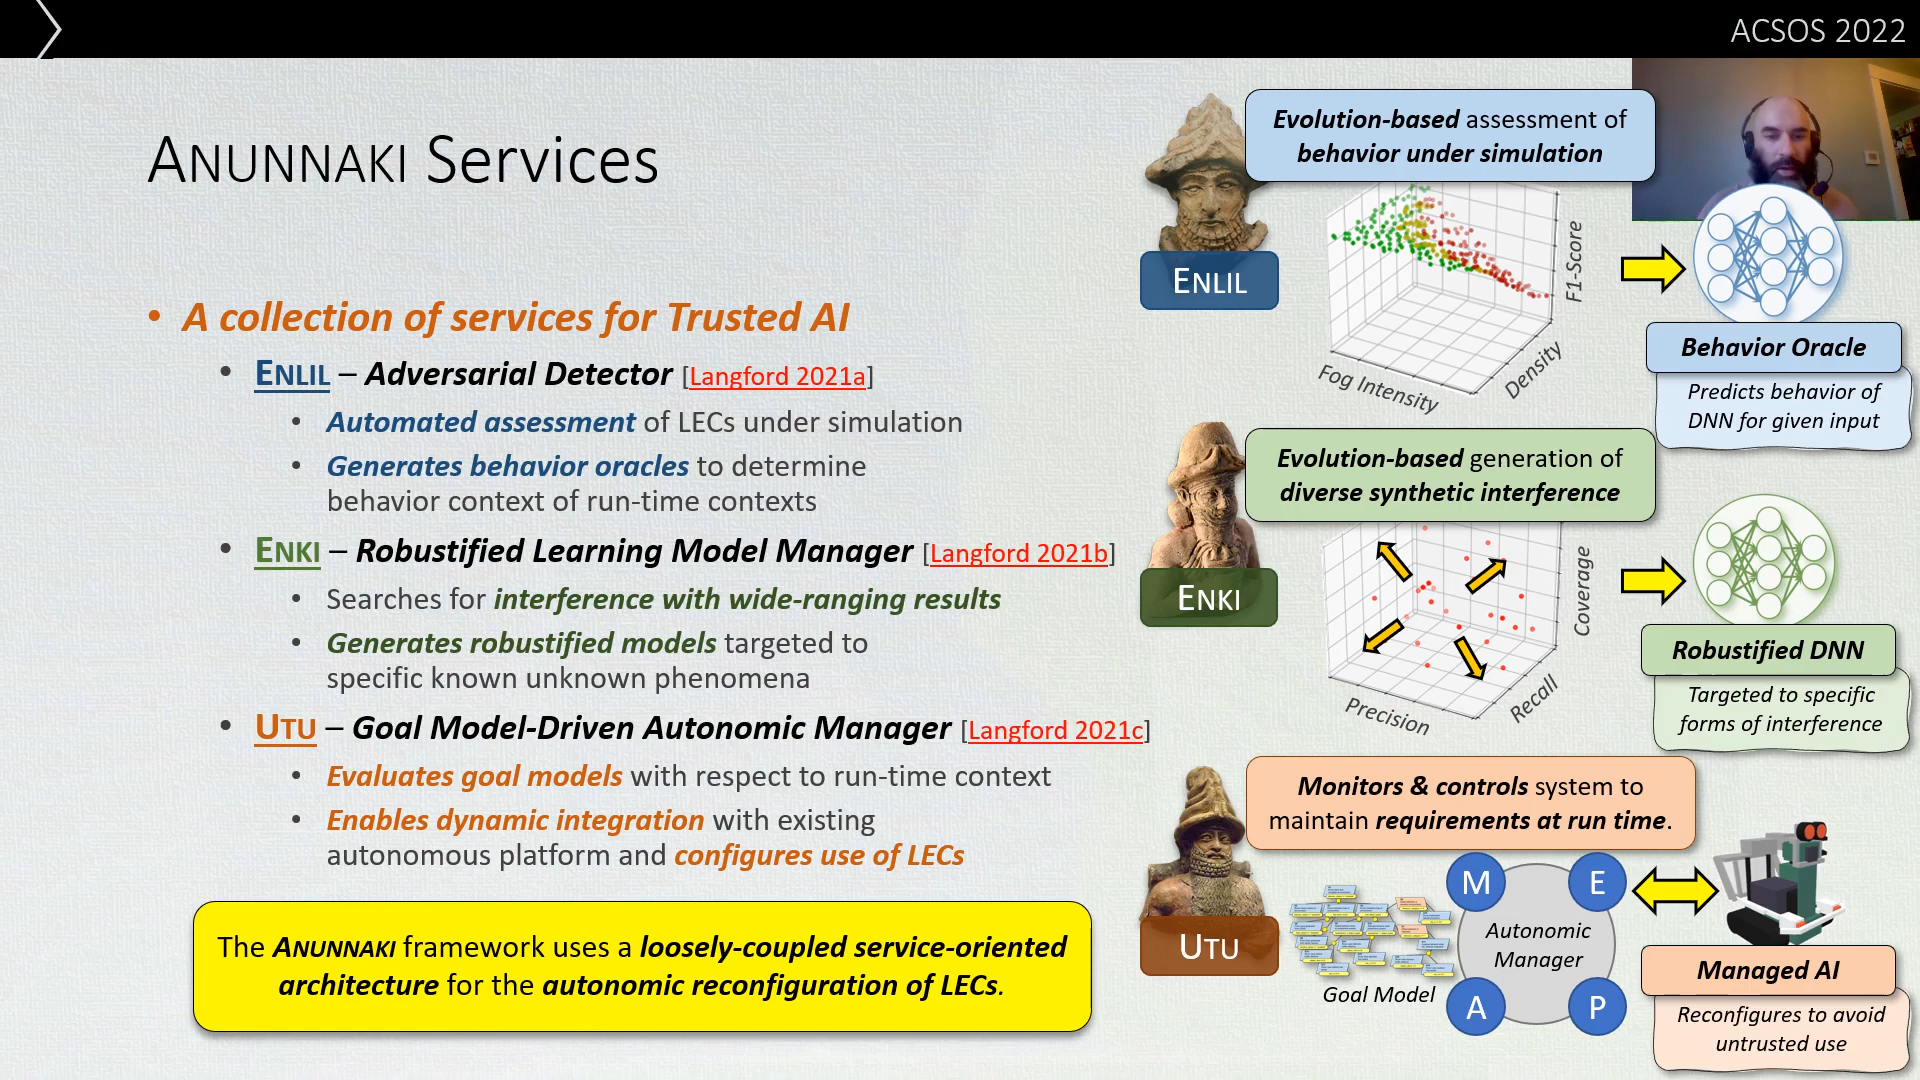 ACSOS 2022
ANUNNAKI Services
• A collection of services for Trusted AI
• ENLIL – Adversarial Detector [Langford 2021a]
• Automated assessment of LECs under simulation
• Generates behavior oracles to determine
behavior context of run-time contexts
• ENKI – Robustified Learning Model Manager [Langford 2021b]
• Searches for interference with wide-ranging results
• Generates robustified models targeted to
specific known unknown phenomena
• UTU – Goal Model-Driven Autonomic Manager [Langford 2021c]
• Evaluates goal models with respect to run-time context
• Enables dynamic integration with existing
autonomous platform and configures use of LECs
The ANUNNAKI framework uses a loosely-coupled service-oriented
architecture for the autonomic reconfiguration of LECs.
Evolution-based assessment of
behavior under simulation
ENLIL
F1-Score
Density
Fog Intensity
Behavior Oracle
Predicts behavior of
DNN for given input
Evolution-based generation of
diverse synthetic interference
ENKI
Coverage
Recall
Precision
Robustified DNN
Targeted to specific
forms of interference
Monitors & controls system to
maintain requirements at run time.
UTU
Goal Model
M
E
Autonomic
Manager
A
P
Managed AI
Reconfigures to avoid
untrusted use